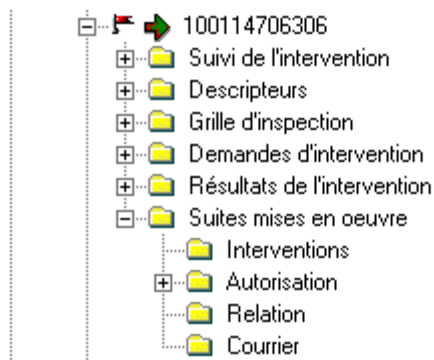 100114706306
Suivi de l'intervention
Descripteurs
Grille d'inspection
Demandes d'intervention
Résultats de l'intervention
Suites mises en oeuvre
Interventions
Autorisation
Relation
Courrier